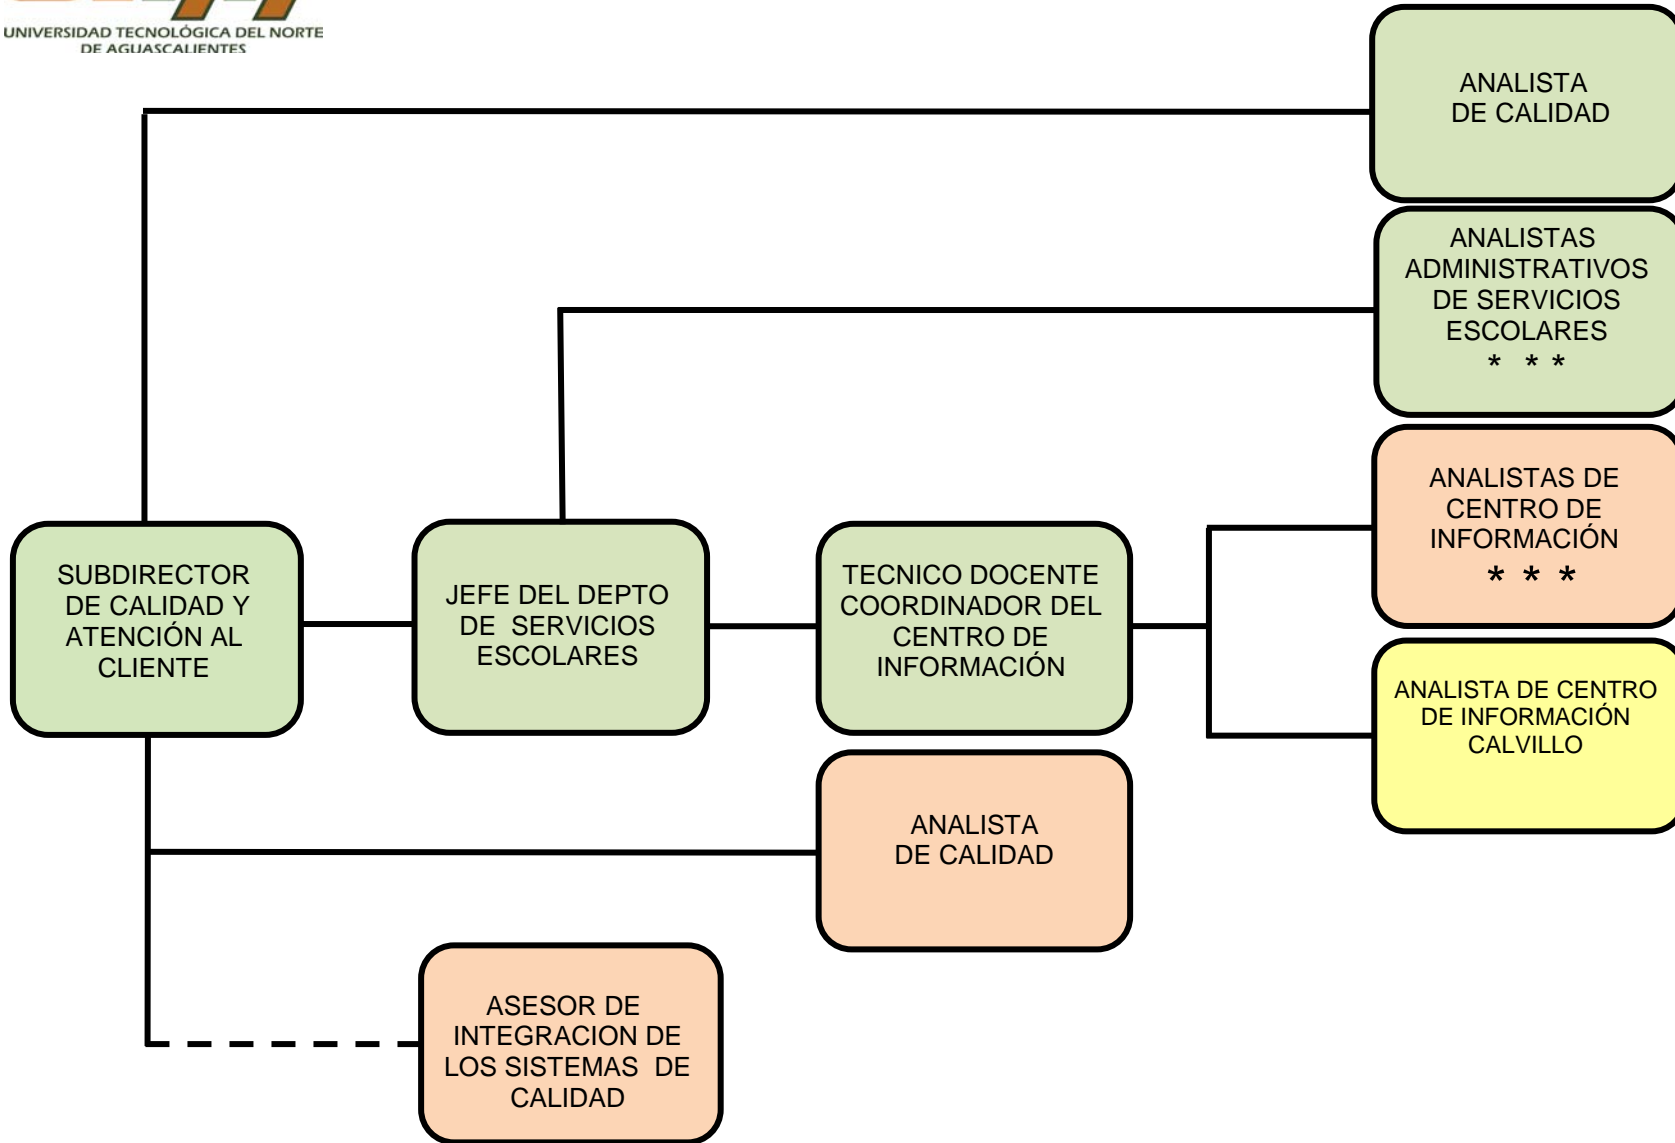 UNIVERSIDAD TECNOLÓGICA DEL NORTE
DE AGUASCALIENTES
ANALISTA
DE CALIDAD
ANALISTAS
ADMINISTRATIVOS
DE SERVICIOS
ESCOLARES
* * *
ANALISTAS DE
CENTRO DE
INFORMACIÓN
* * *
SUBDIRECTOR
DE CALIDAD Y
ATENCIÓN AL
CLIENTE
JEFE DEL DEPTO
DE SERVICIOS
ESCOLARES
TECNICO DOCENTE
COORDINADOR DEL
CENTRO DE
INFORMACIÓN
ANALISTA DE CENTRO
DE INFORMACIÓN
CALVILLO
ANALISTA
DE CALIDAD
ASESOR DE
INTEGRACION DE
LOS SISTEMAS DE
CALIDAD